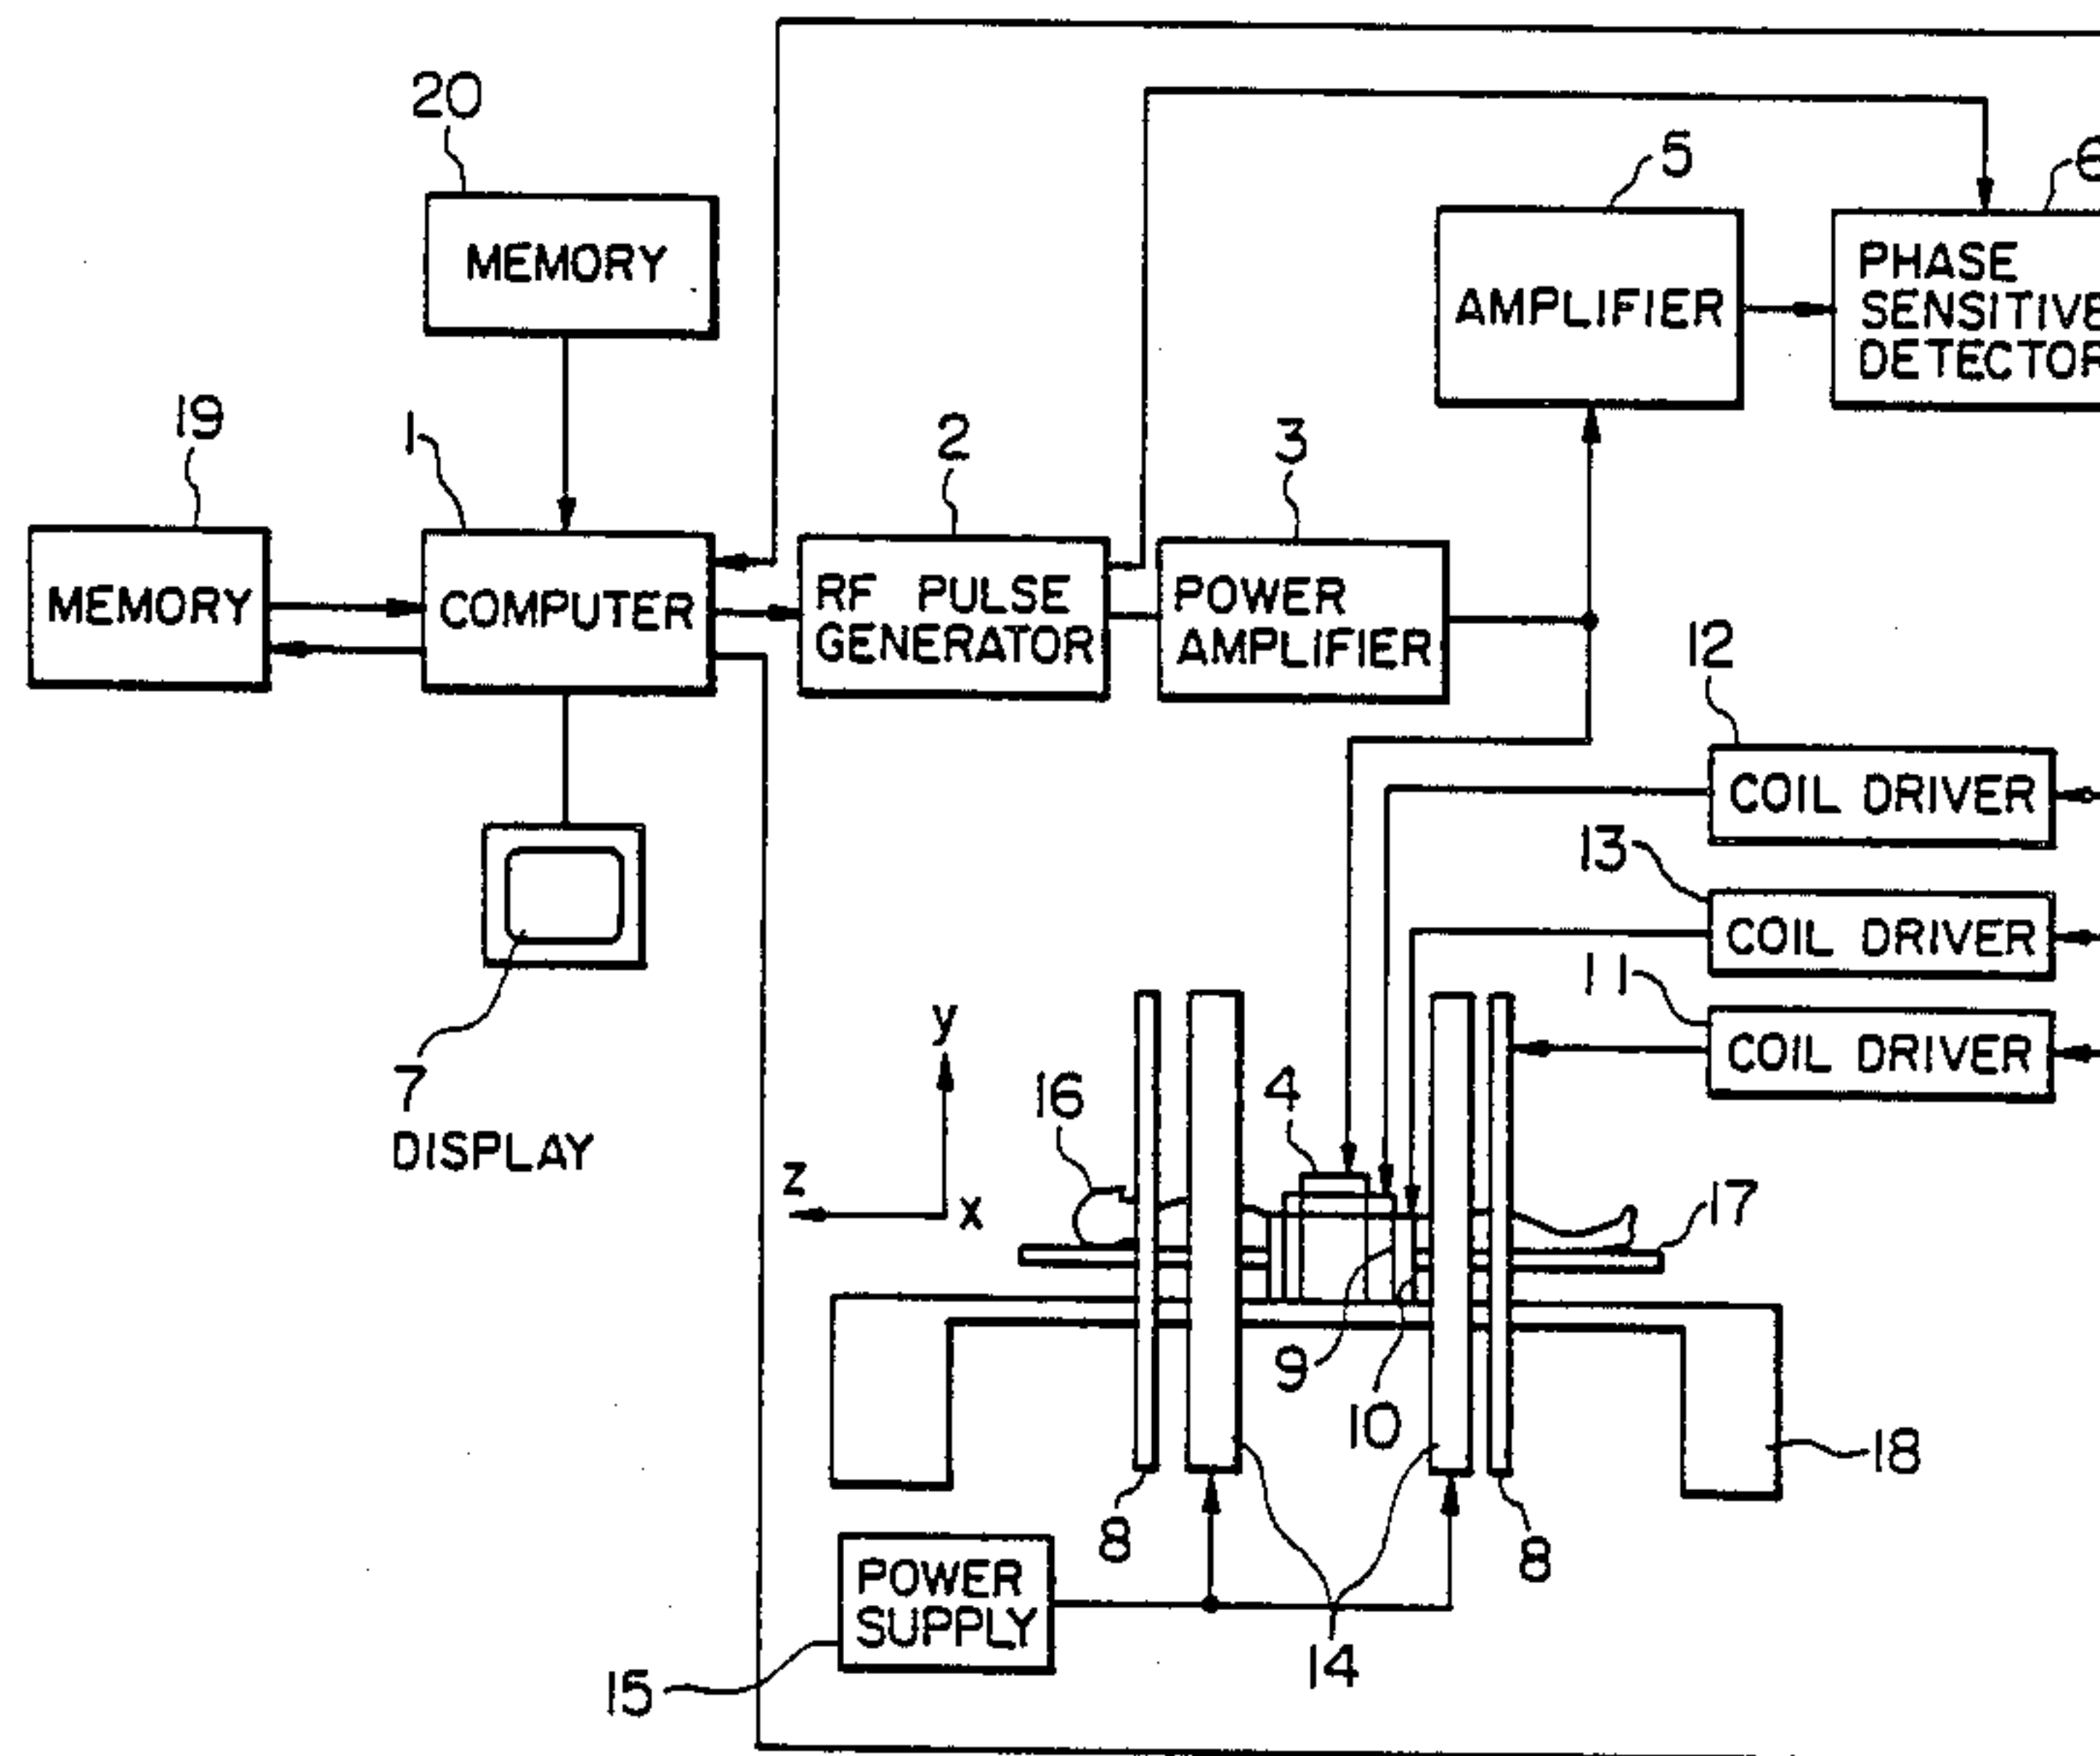 20
MEMORY
5
6
AMPLIFIER
PHASE
SENSITIVE
DETECTOR
19
1
2
3
MEMORY
COMPUTER
RF PULSE
GENERATOR
POWER
AMPLIFIER
12
COIL DRIVER
13
COIL DRIVER
11
COIL DRIVER
7
DISPLAY
y
z
x
16
4
17
9
10
18
8
8
POWER
SUPPLY
15
14